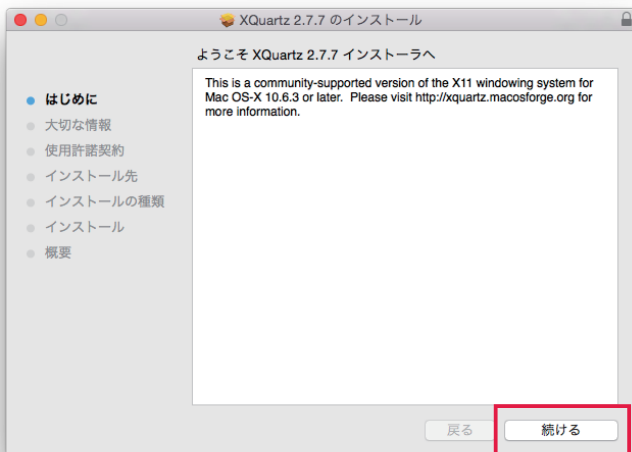 XQuartz 2.7.7 のインストール
ようこそ XQuartz 2.7.7 インストーラへ
はじめに
大切な情報
使用許諾契約
インストール先
インストールの種類
インストール
概要
This is a community-supported version of the X11 windowing system for
Mac OS-X 10.6.3 or later.  Please visit http://xquartz.macosforge.org for
more information.
戻る
続ける